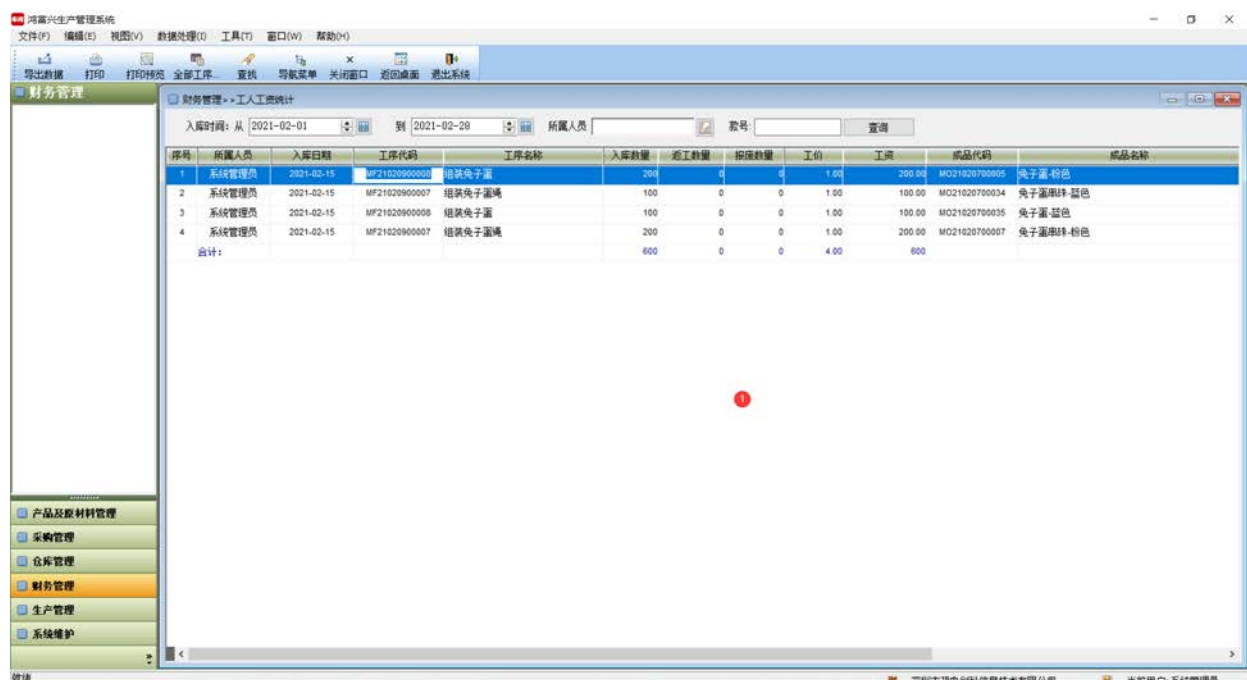 鸿富兴生产管理系统
文件(F) 编辑(E) 视图(V) 数据处理(I) 工具(T) 窗口(W) 帮助(H)
导出数据 打印 打印预览 全部工序... 查找 导航菜单 关闭窗口 返回桌面 退出系统
财务管理
财务管理>>工人工资统计
入库时间: 从 2021-02-01 到 2021-02-28 所属人员 款号: 查询
序号 所属人员 入库日期 工序代码 工序名称 入库数量 返工数量 报废数量 工价 工资 成品代码 成品名称
1 系统管理员 2021-02-15 MF21020900008 组装兔子蛋 200 0 0 1.00 200.00 MO21020700005 兔子蛋-粉色
2 系统管理员 2021-02-15 MF21020900007 组装兔子蛋绳 100 0 0 1.00 100.00 MO21020700034 兔子蛋串珠-蓝色
3 系统管理员 2021-02-15 MF21020900008 组装兔子蛋 100 0 0 1.00 100.00 MO21020700035 兔子蛋-蓝色
4 系统管理员 2021-02-15 MF21020900007 组装兔子蛋绳 200 0 0 1.00 200.00 MO21020700007 兔子蛋串珠-粉色
合计: 600 0 0 4.00 600
1
产品及原材料管理
采购管理
仓库管理
财务管理
生产管理
系统维护
就绪 当前用户:系统管理员